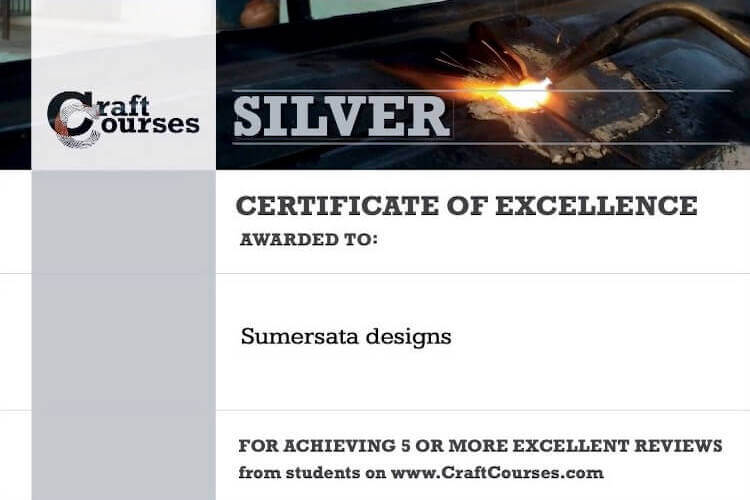 Craft
Courses
SILVER
CERTIFICATE OF EXCELLENCE
AWARDED TO:
Sumersata designs
FOR ACHIEVING 5 OR MORE EXCELLENT REVIEWS
from students on www.CraftCourses.com